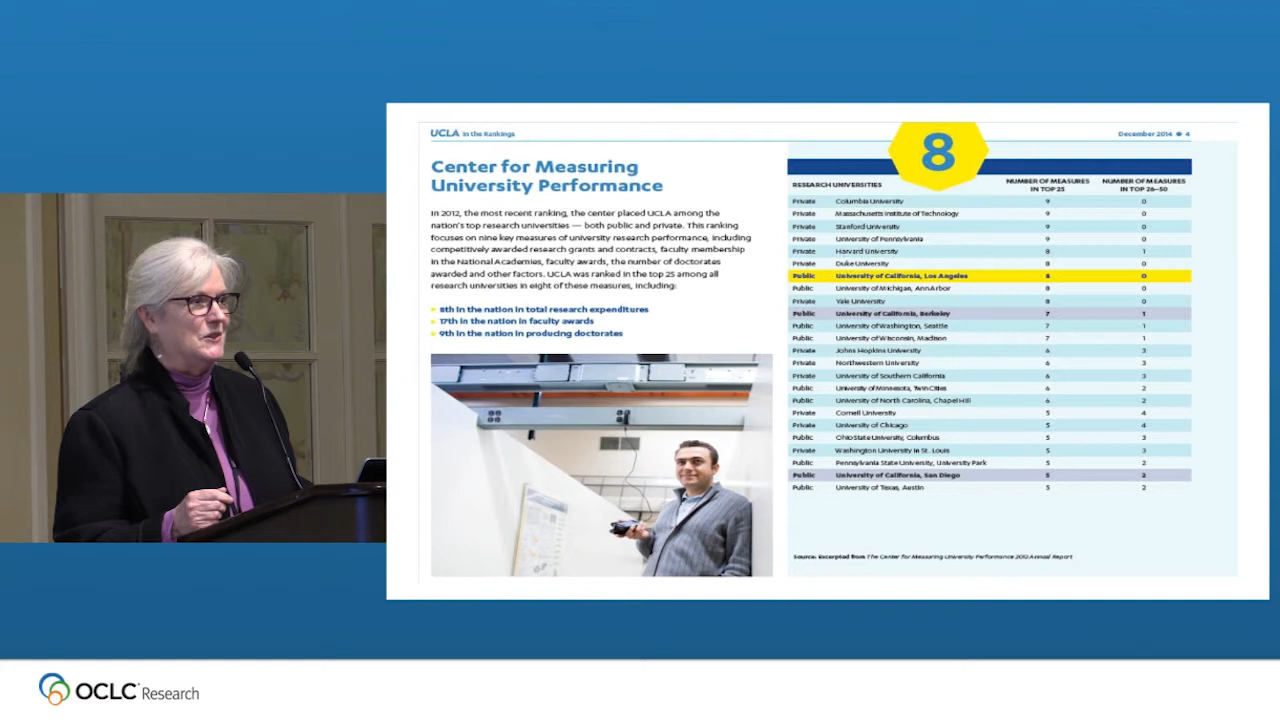 UCLA in the Rankings
December 2014 ● 4
8
Center for Measuring
University Performance
In 2012, the most recent ranking, the center placed UCLA among the
nation's top research universities — both public and private. This ranking
focuses on nine key measures of university research performance, including
competitively awarded research grants and contracts, faculty membership
in the National Academies, faculty awards, the number of doctorates
awarded and other factors. UCLA was ranked in the top 25 among all
research universities in eight of these measures, including:
8th in the nation in total research expenditures
17th in the nation in faculty awards
9th in the nation in producing doctorates
RESEARCH UNIVERSITIES
NUMBER OF MEASURES
IN TOP 25
NUMBER OF MEASURES
IN TOP 26–50
Private Columbia University 9 0
Private Massachusetts Institute of Technology 9 0
Private Stanford University 9 0
Private University of Pennsylvania 9 0
Private Harvard University 8 1
Private Duke University 8 0
Public University of California, Los Angeles 8 0
Public University of Michigan, Ann Arbor 8 0
Private Yale University 8 0
Public University of California, Berkeley 7 1
Public University of Washington, Seattle 7 1
Public University of Wisconsin, Madison 7 1
Private Johns Hopkins University 6 3
Private Northwestern University 6 3
Private University of Southern California 6 3
Public University of Minnesota, Twin Cities 6 2
Public University of North Carolina, Chapel Hill 6 2
Private Cornell University 5 4
Private University of Chicago 5 4
Public Ohio State University, Columbus 5 3
Private Washington University in St. Louis 5 3
Public Pennsylvania State University, University Park 5 2
Public University of California, San Diego 5 2
Public University of Texas, Austin 5 2
Source: Excerpted from The Center for Measuring University Performance 2012 Annual Report
OCLC Research